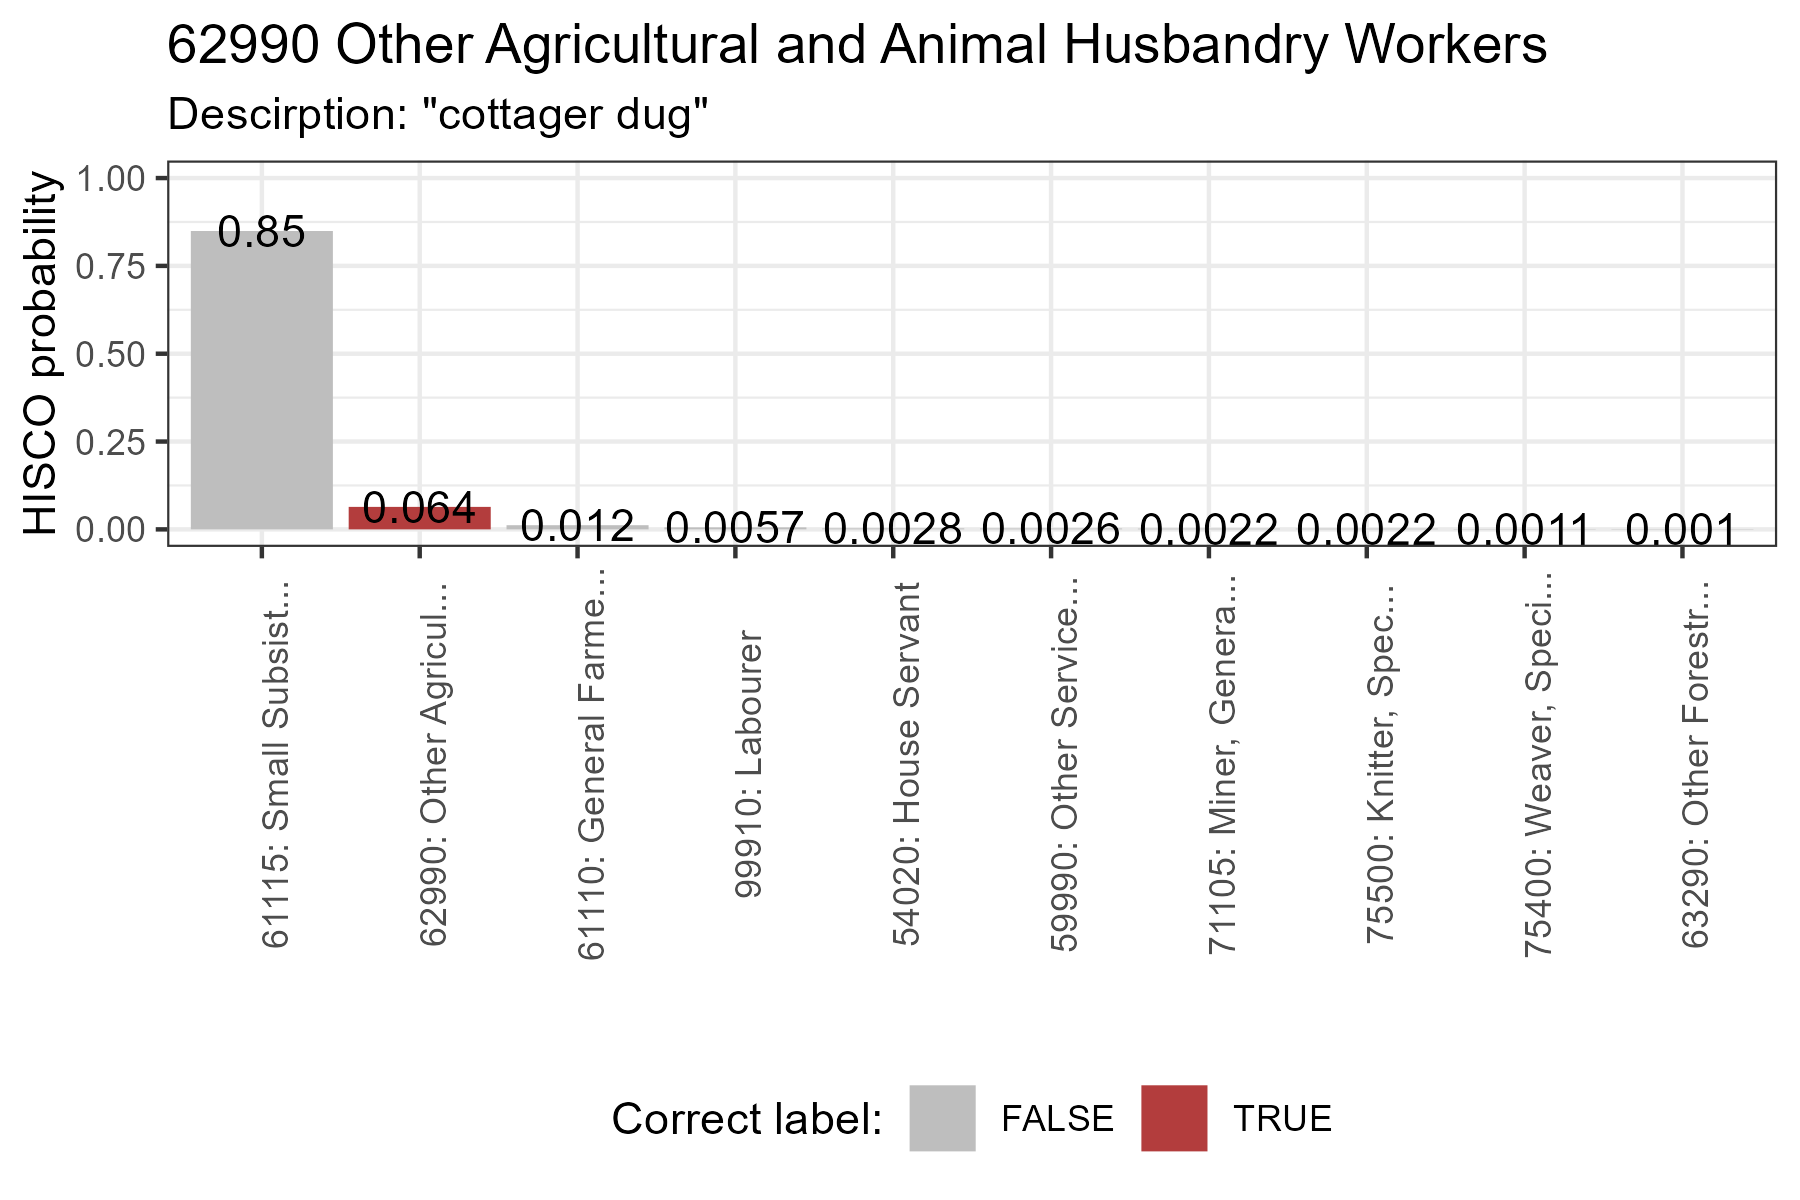 62990 Other Agricultural and Animal Husbandry Workers
Descirption: "cottager dug"
HISCO probability
1.00
0.75
0.50
0.25
0.00
0.85
0.064
0.012
0.0057
0.0028
0.0026
0.0022
0.0022
0.0011
0.001
61115: Small Subsist...
62990: Other Agricul...
61110: General Farme...
99910: Labourer
54020: House Servant
59990: Other Service...
71105: Miner, Genera...
75500: Knitter, Spec...
75400: Weaver, Speci...
63290: Other Forestr...
Correct label: FALSE TRUE